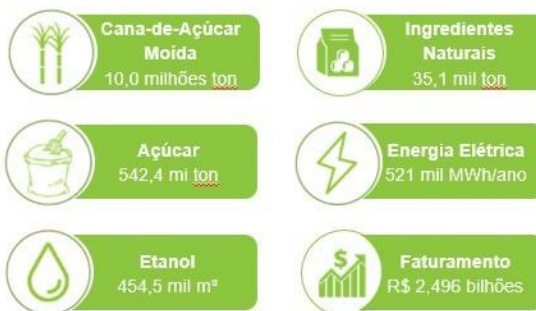 Cana-de-Açúcar
Moída
10,0 milhões ton
Ingredientes
Naturais
35,1 mil ton
Açúcar
542,4 mi ton
Energia Elétrica
521 mil MWh/ano
Etanol
454,5 mil m³
$
Faturamento
R$ 2,496 bilhões